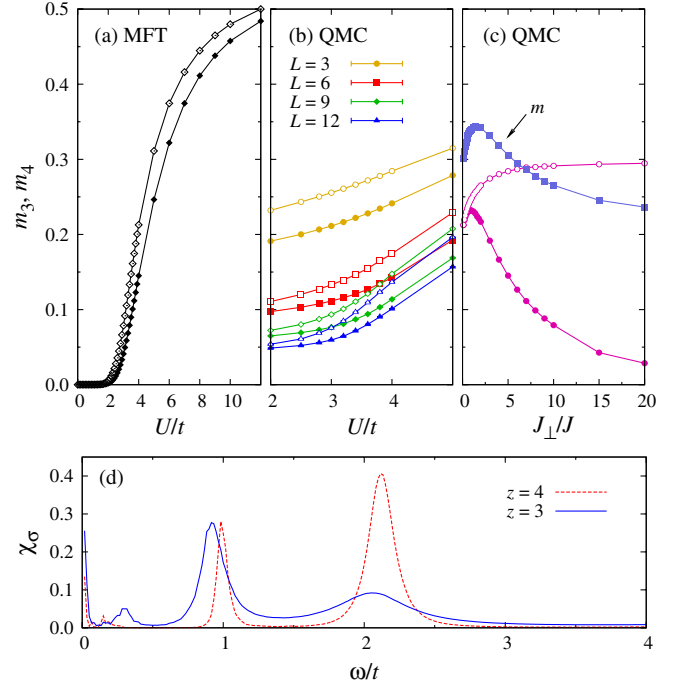 (a) MFT
(b) QMC
(c) QMC
L = 3
L = 6
L = 9
L = 12
m
m₃, m₄
0.5
0.4
0.3
0.2
0.1
0.0
0 2 4 6 8 10
2 3 4
0 5 10 15 20
U/t
U/t
J⊥/J
(d)
z = 4
z = 3
χσ
0.4
0.3
0.2
0.1
0.0
0 1 2 3 4
ω/t